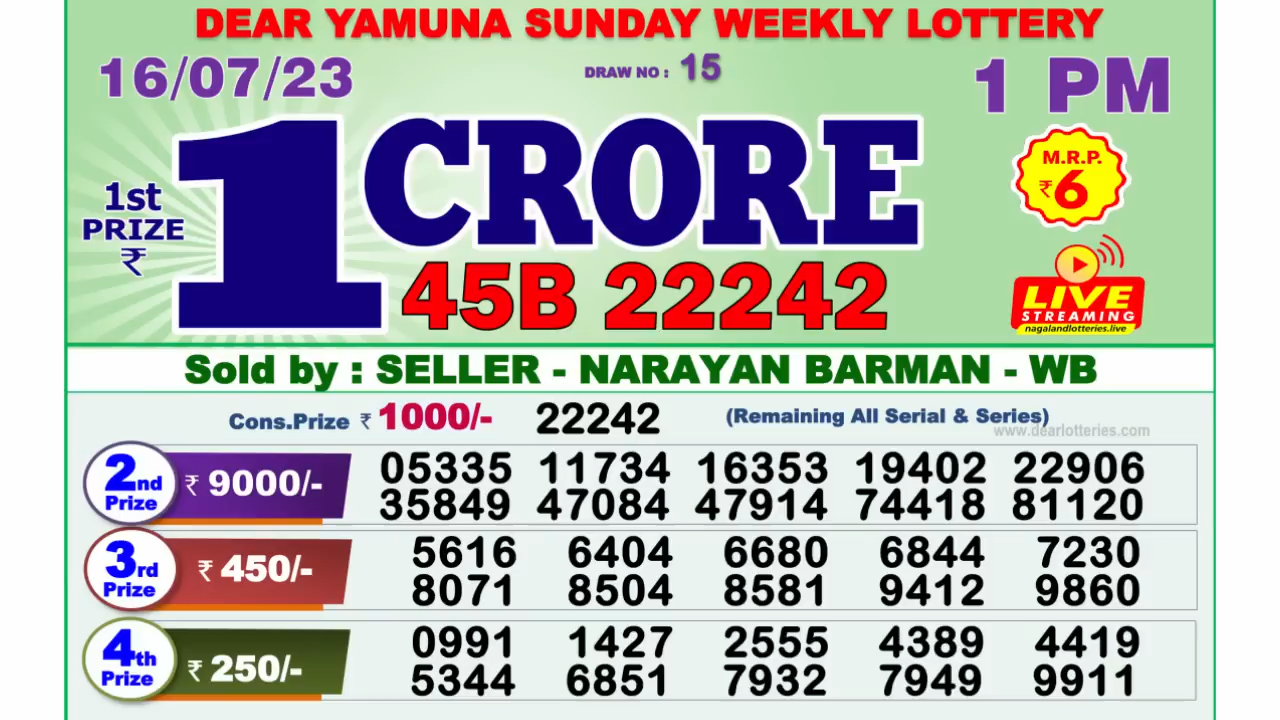 DEAR YAMUNA SUNDAY WEEKLY LOTTERY
16/07/23 DRAW NO : 15 1 PM
1st PRIZE ₹ 1 CRORE
45B 22242
M.R.P. ₹6
LIVE
STREAMING
nagalandlotteries.live
Sold by : SELLER - NARAYAN BARMAN - WB
Cons.Prize ₹ 1000/- 22242 (Remaining All Serial & Series)
www.dearlotteries.com
2nd Prize ₹ 9000/-
05335 11734 16353 19402 22906
35849 47084 47914 74418 81120
3rd Prize ₹ 450/-
5616 6404 6680 6844 7230
8071 8504 8581 9412 9860
4th Prize ₹ 250/-
0991 1427 2555 4389 4419
5344 6851 7932 7949 9911